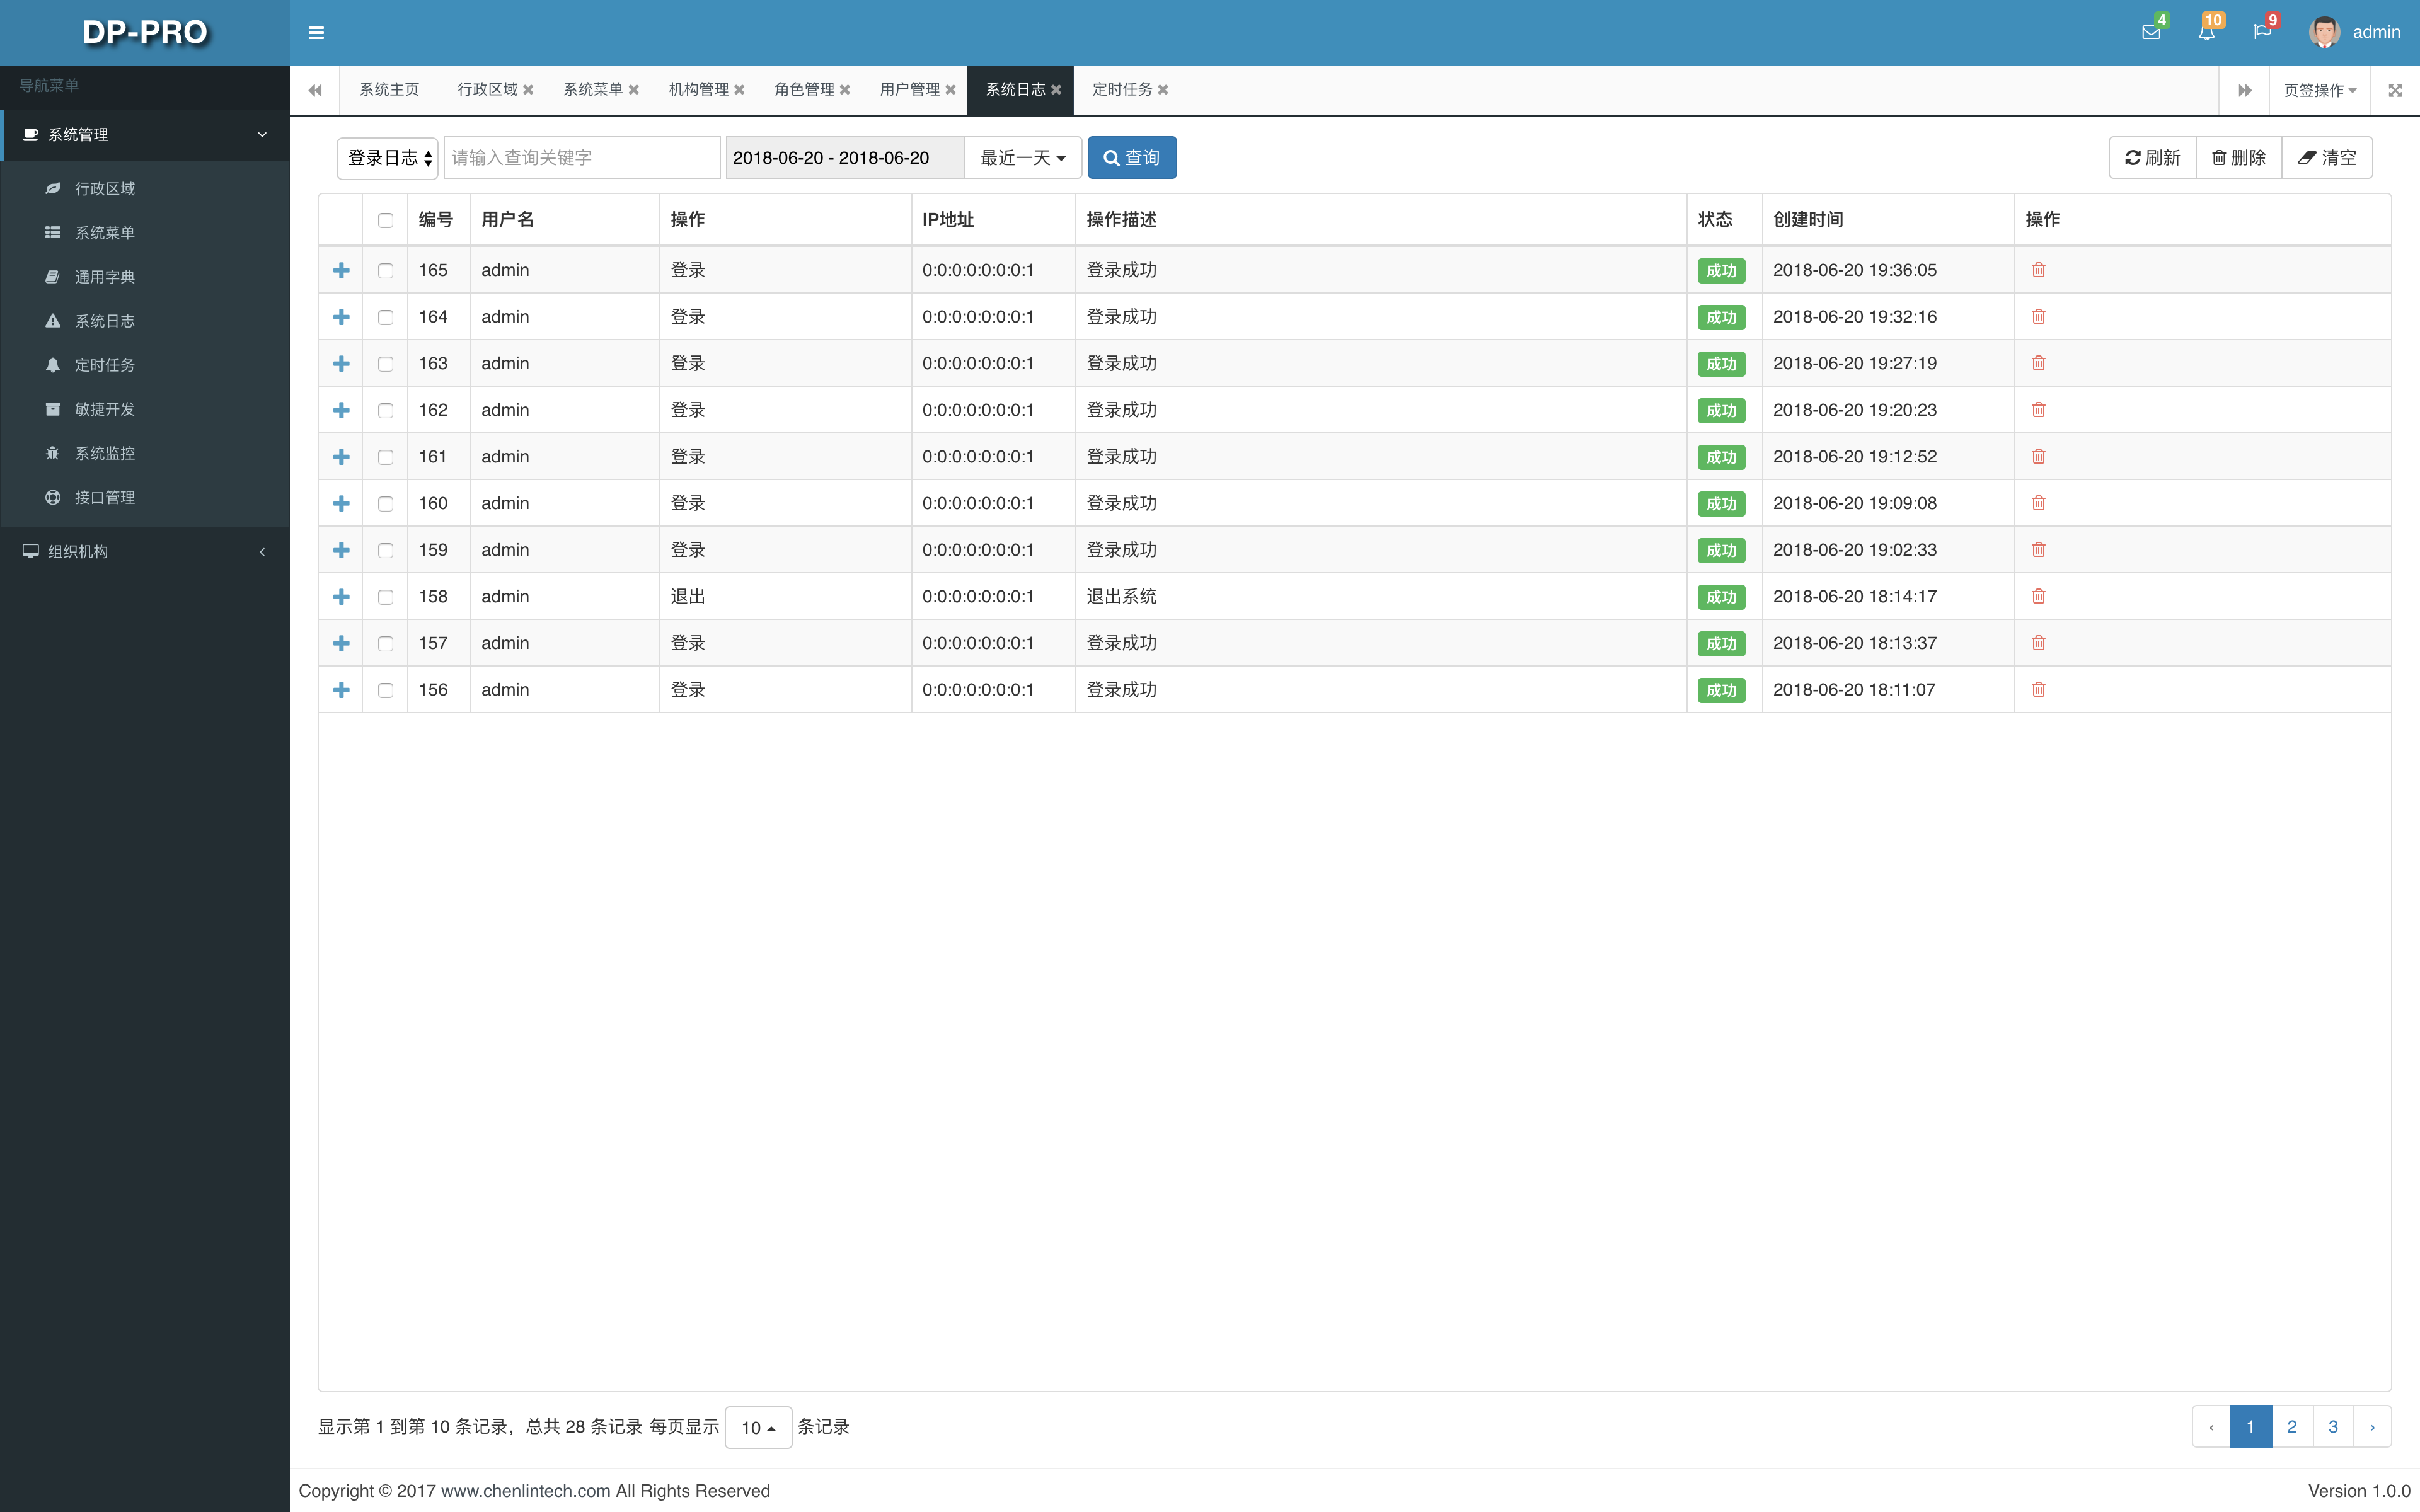 DP-PRO
4 10 9 admin
导航菜单
系统主页 行政区域 系统菜单 机构管理 角色管理 用户管理 系统日志 定时任务 页签操作
系统管理
行政区域
系统菜单
通用字典
系统日志
定时任务
敏捷开发
系统监控
接口管理
组织机构
登录日志 请输入查询关键字 2018-06-20 - 2018-06-20 最近一天 查询 刷新 删除 清空
编号 用户名 操作 IP地址 操作描述 状态 创建时间 操作
165 admin 登录 0:0:0:0:0:0:0:1 登录成功 成功 2018-06-20 19:36:05
164 admin 登录 0:0:0:0:0:0:0:1 登录成功 成功 2018-06-20 19:32:16
163 admin 登录 0:0:0:0:0:0:0:1 登录成功 成功 2018-06-20 19:27:19
162 admin 登录 0:0:0:0:0:0:0:1 登录成功 成功 2018-06-20 19:20:23
161 admin 登录 0:0:0:0:0:0:0:1 登录成功 成功 2018-06-20 19:12:52
160 admin 登录 0:0:0:0:0:0:0:1 登录成功 成功 2018-06-20 19:09:08
159 admin 登录 0:0:0:0:0:0:0:1 登录成功 成功 2018-06-20 19:02:33
158 admin 退出 0:0:0:0:0:0:0:1 退出系统 成功 2018-06-20 18:14:17
157 admin 登录 0:0:0:0:0:0:0:1 登录成功 成功 2018-06-20 18:13:37
156 admin 登录 0:0:0:0:0:0:0:1 登录成功 成功 2018-06-20 18:11:07
显示第 1 到第 10 条记录，总共 28 条记录 每页显示 10 条记录 ‹ 1 2 3 ›
Copyright © 2017 www.chenlintech.com All Rights Reserved Version 1.0.0